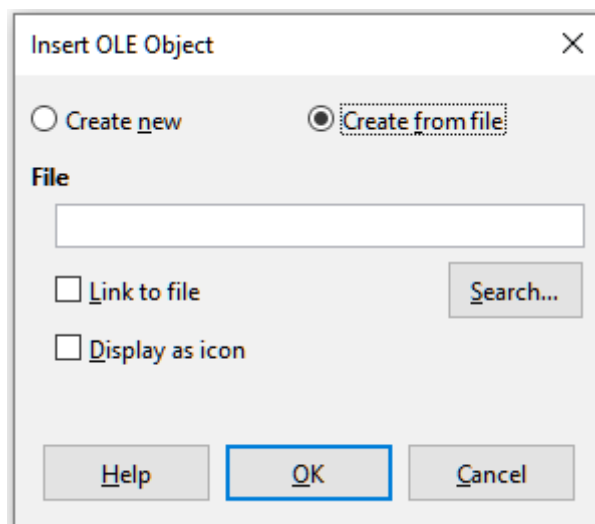 Insert OLE Object
Create new Create from file
File
Link to file Search...
Display as icon
Help OK Cancel